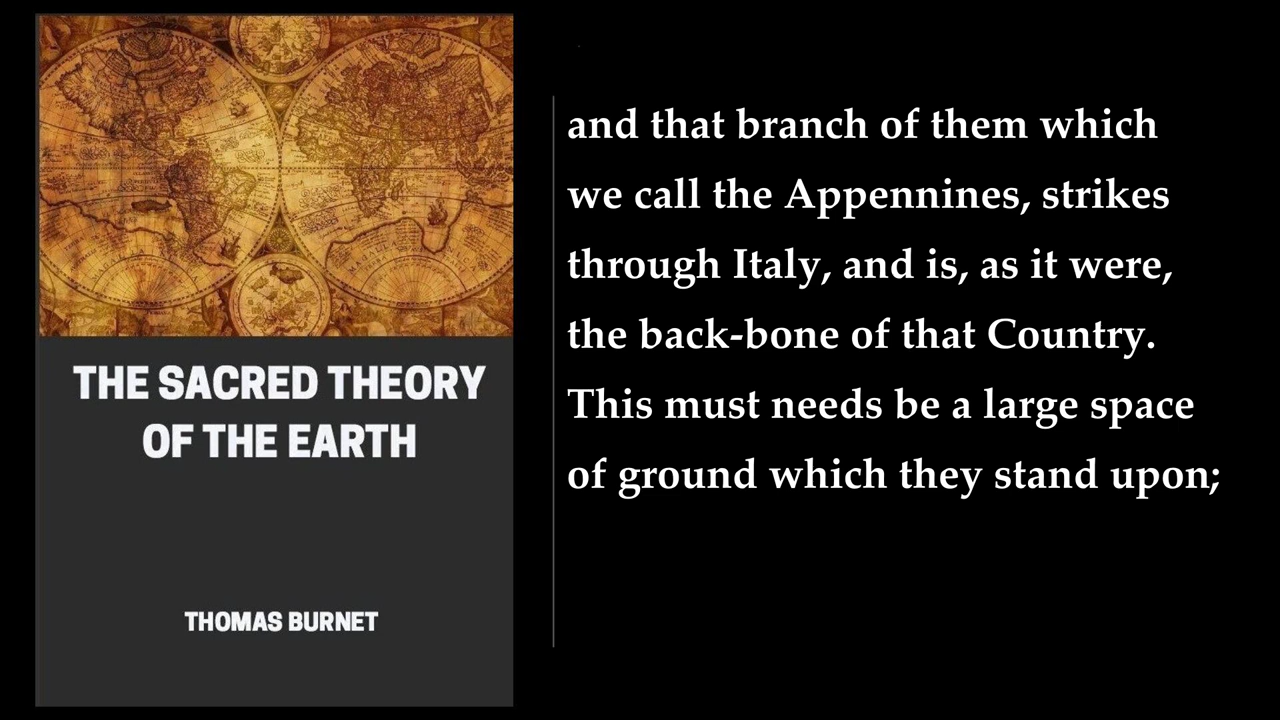 THE SACRED THEORY
OF THE EARTH
THOMAS BURNET
and that branch of them which
we call the Appennines, strikes
through Italy, and is, as it were,
the back-bone of that Country.
This must needs be a large space
of ground which they stand upon;